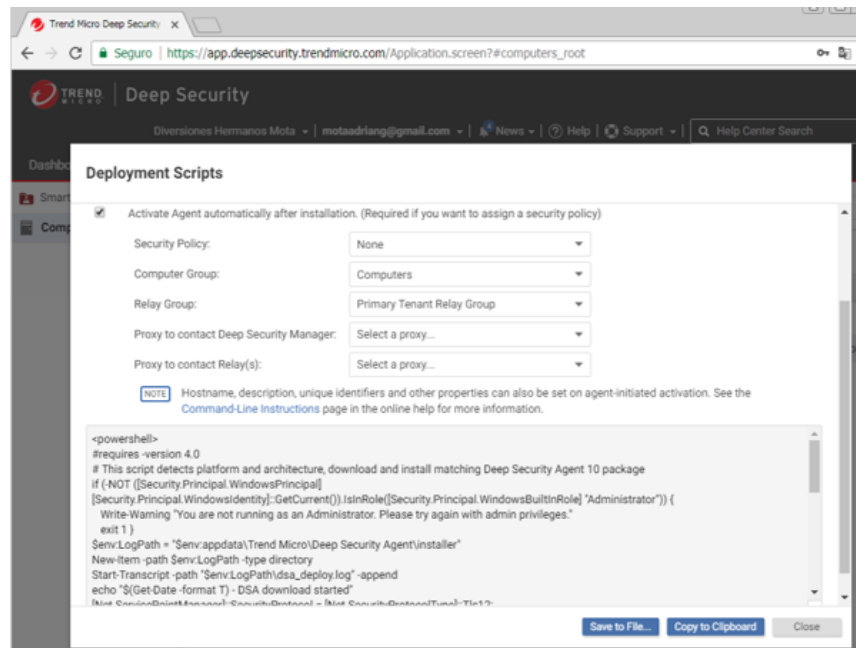 Trend Micro Deep Security
Seguro | https://app.deepsecurity.trendmicro.com/Application.screen?#computers_root
TREND MICRO | Deep Security
Diversiones Hermanos Mota | motaadriang@gmail.com | News | Help | Support | Help Center Search
Dashbo
Smart
Comp
Deployment Scripts
Activate Agent automatically after installation. (Required if you want to assign a security policy)
Security Policy: None
Computer Group: Computers
Relay Group: Primary Tenant Relay Group
Proxy to contact Deep Security Manager: Select a proxy...
Proxy to contact Relay(s): Select a proxy...
NOTE Hostname, description, unique identifiers and other properties can also be set on agent-initiated activation. See the
Command-Line Instructions page in the online help for more information.
<powershell>
#requires -version 4.0
# This script detects platform and architecture, download and install matching Deep Security Agent 10 package
if (-NOT ([Security.Principal.WindowsPrincipal]
[Security.Principal.WindowsIdentity]::GetCurrent()).IsInRole([Security.Principal.WindowsBuiltInRole] "Administrator")) {
Write-Warning "You are not running as an Administrator. Please try again with admin privileges."
exit 1 }
$env:LogPath = "$env:appdata\Trend Micro\Deep Security Agent\installer"
New-Item -path $env:LogPath -type directory
Start-Transcript -path "$env:LogPath\dsa_deploy.log" -append
echo "$(Get-Date -format T) - DSA download started"
[Net.ServicePointManager]::SecurityProtocol = [Net.SecurityProtocolType]::Tls12;
Save to File... Copy to Clipboard Close